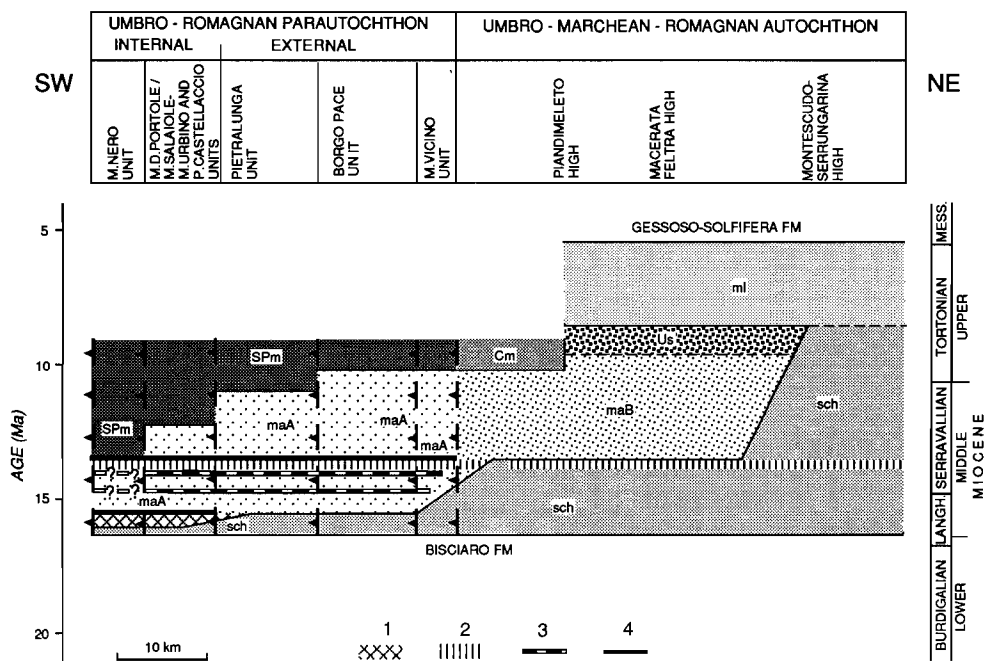 UMBRO - ROMAGNAN PARAUTOCHTHON
UMBRO - MARCHEAN - ROMAGNAN AUTOCHTHON
INTERNAL
EXTERNAL
SW
NE
M.NERO
UNIT
M.D.PORTOLE /
M.SALAIOLE-
M.URBINO AND
P.CASTELLACCIO
UNITS
PIETRALUNGA
UNIT
BORGO PACE
UNIT
M.VICINO
UNIT
PIANDIMELETO
HIGH
MACERATA
FELTRA HIGH
MONTESCUDO-
SERRUNGARINA
HIGH
AGE (Ma)
5
10
15
20
GESSOSO-SOLFIFERA FM
ml
Us
SPm
Cm
SPm
maA
maA
maA
maB
sch
? — ?
? — ?
maA
sch
sch
BISCIARO FM
MESS.
TORTONIAN
UPPER
SERRAVALLIAN
MIDDLE
MIOCENE
LANGH.
BURDIGALIAN
LOWER
10 km
1
2
3
4